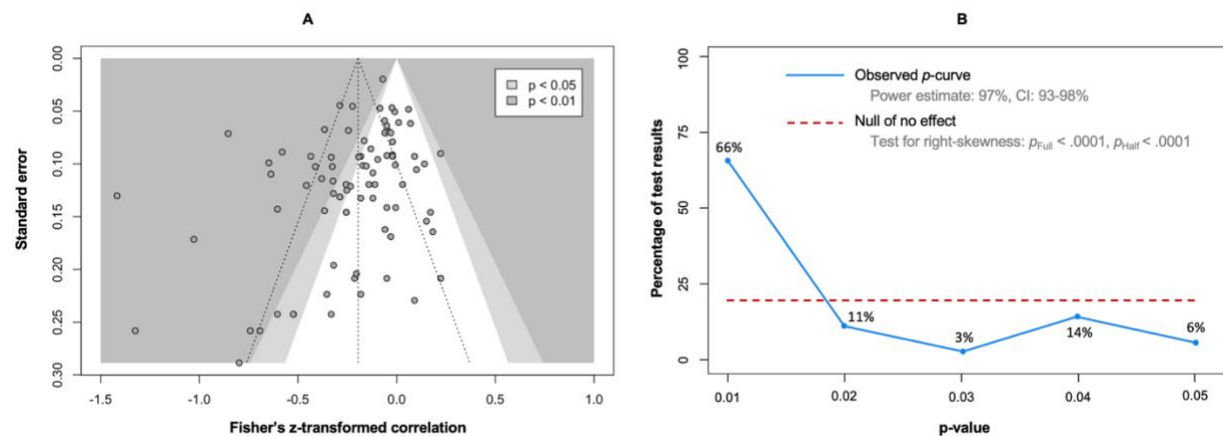 A
Standard error
0.00
0.05
0.10
0.15
0.20
0.25
0.30
p < 0.05
p < 0.01
-1.5
-1.0
-0.5
0.0
0.5
1.0
Fisher's z-transformed correlation
B
Percentage of test results
100
75
50
25
0
Observed p-curve
Power estimate: 97%, CI: 93-98%
Null of no effect
Test for right-skewness: pFull < .0001, pHalf < .0001
66%
11%
3%
14%
6%
0.01
0.02
0.03
0.04
0.05
p-value